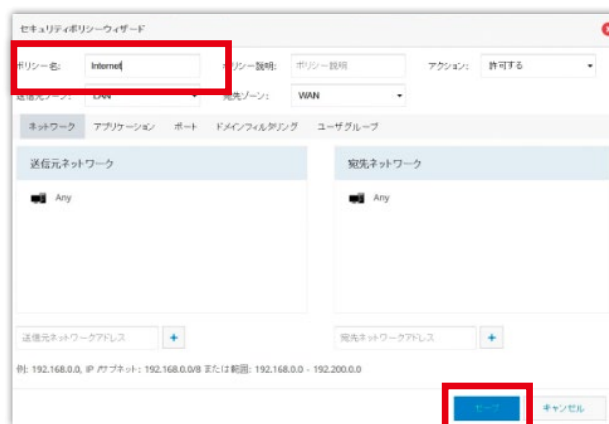 セキュリティポリシーウィザード
ポリシー名: Internet ポリシー説明: ポリシー説明 アクション: 許可する
送信元ゾーン: LAN 宛先ゾーン: WAN
ネットワーク アプリケーション ポート ドメインフィルタリング ユーザグループ
送信元ネットワーク 宛先ネットワーク
Any Any
送信元ネットワークアドレス + 宛先ネットワークアドレス +
例: 192.168.0.0, IP /サブネット: 192.168.0.0/8 または範囲: 192.168.0.0 - 192.200.0.0
セーブ キャンセル